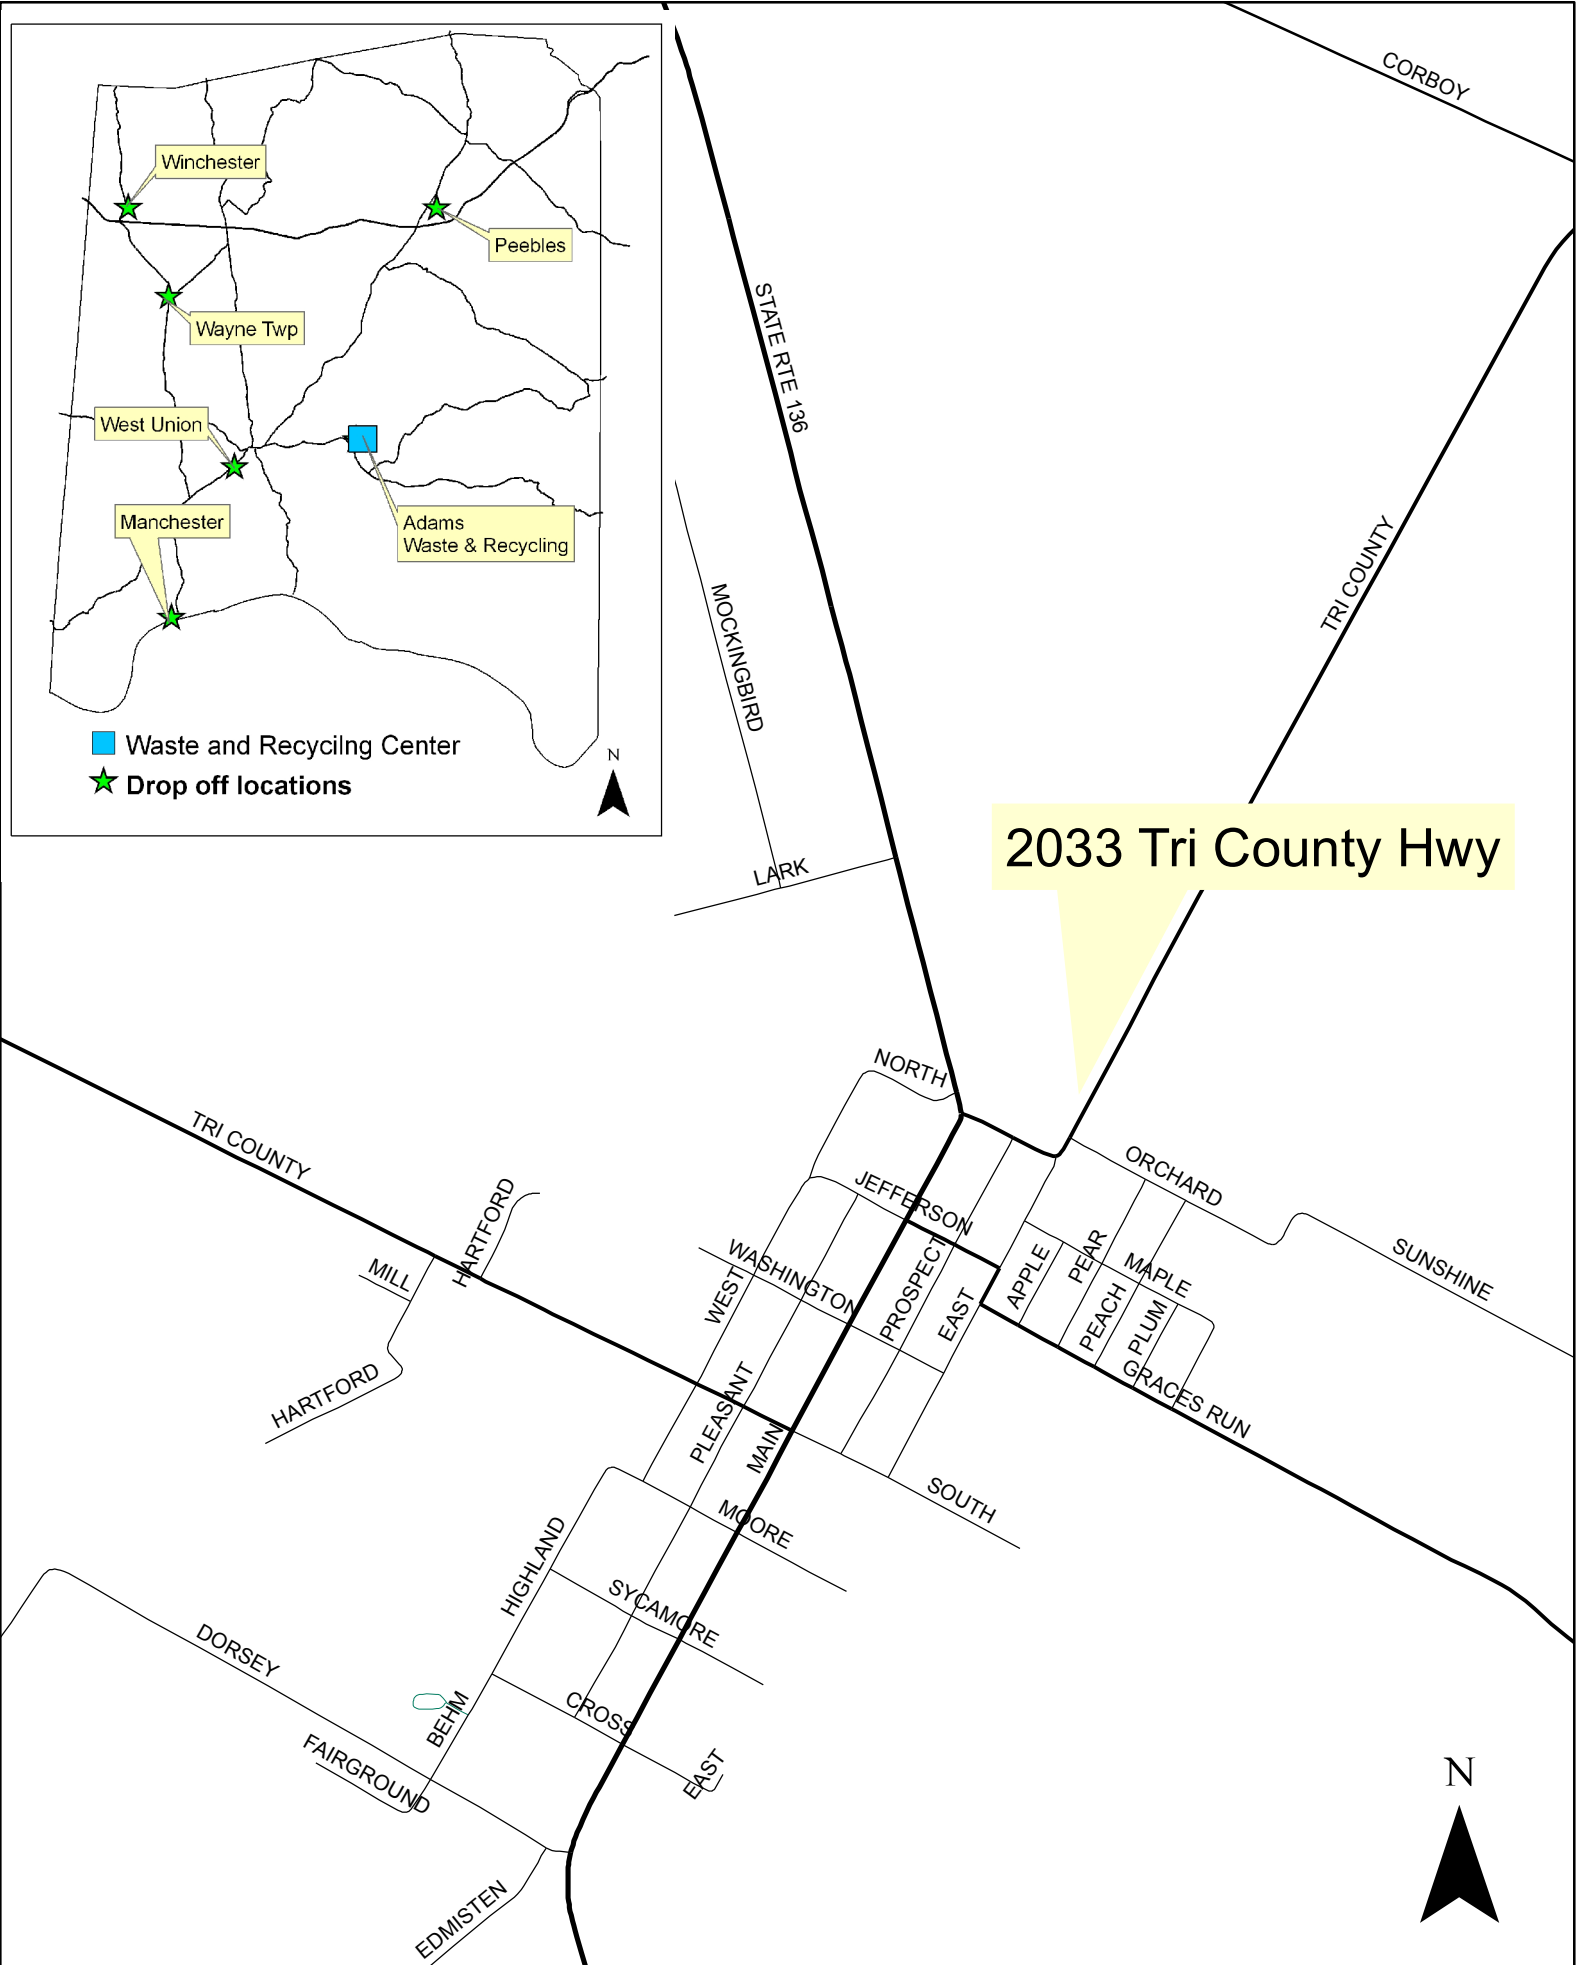 Winchester
Peebles
Wayne Twp
West Union
Manchester
Adams
Waste & Recycling
Waste and Recycilng Center
Drop off locations
N
CORBOY
STATE RTE 136
TRI COUNTY
MOCKINGBIRD
LARK
2033 Tri County Hwy
NORTH
TRI COUNTY
HARTFORD
MILL
HARTFORD
JEFFERSON
WASHINGTON
WEST
PROSPECT
EAST
ORCHARD
SUNSHINE
APPLE
PEAR
MAPLE
PEACH
PLUM
GRACES RUN
PLEASANT
MAIN
SOUTH
MOORE
HIGHLAND
SYCAMORE
DORSEY
BEHM
CROSS
FAIRGROUND
EAST
EDMISTEN
N